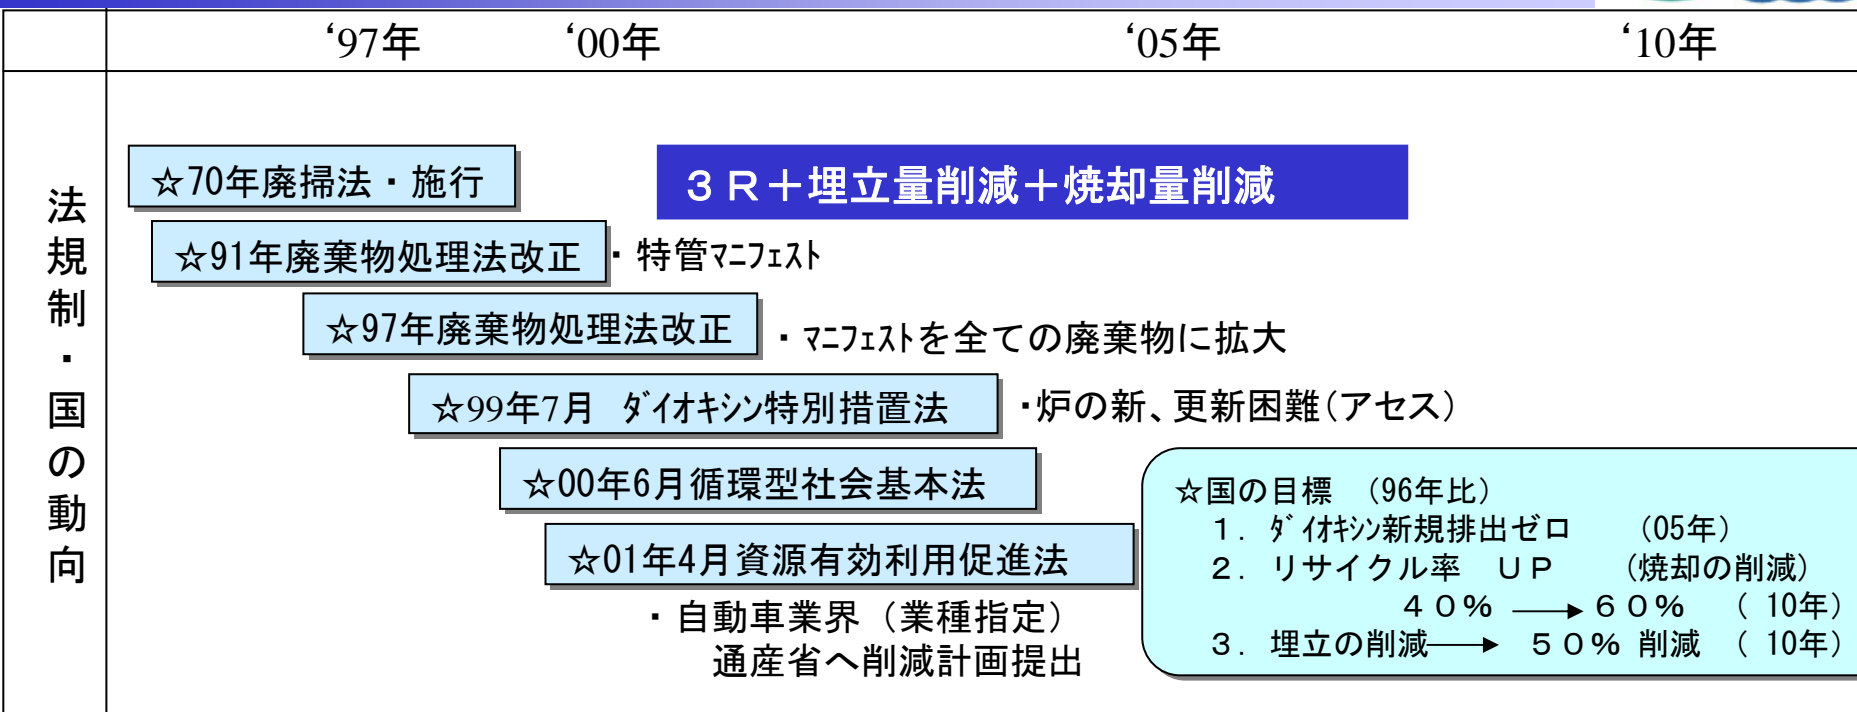 ‘97年 ‘00年 ‘05年 ‘10年
法規制・国の動向
☆70年廃掃法・施行
3R＋埋立量削減＋焼却量削減
☆91年廃棄物処理法改正 ・特管ﾏﾆﾌｪｽﾄ
☆97年廃棄物処理法改正 ・ﾏﾆﾌｪｽﾄを全ての廃棄物に拡大
☆99年7月 ﾀﾞｲｵｷｼﾝ特別措置法 ・炉の新、更新困難（アセス）
☆00年6月循環型社会基本法
☆01年4月資源有効利用促進法
・自動車業界（業種指定）
通産省へ削減計画提出
☆国の目標 （96年比）
１．ﾀﾞｲｵｷｼﾝ新規排出ゼロ （05年）
２．リサイクル率 ＵＰ （焼却の削減）
４０％ → ６０％ （ 10年）
３．埋立の削減 → ５０％ 削減 （ 10年）